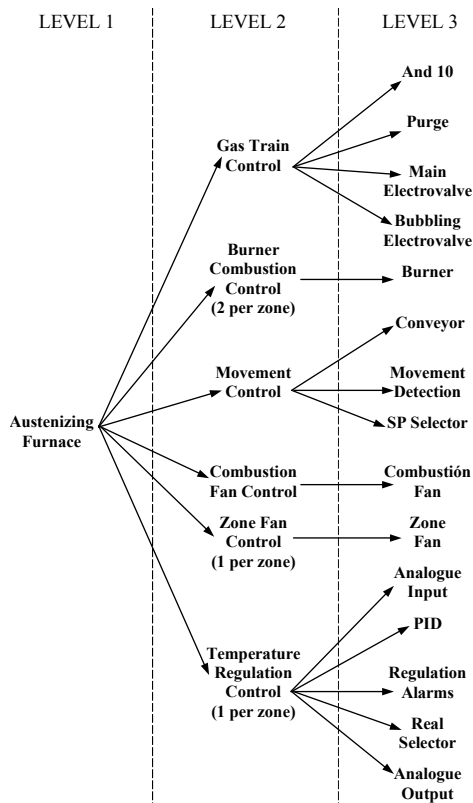 LEVEL 1
LEVEL 2
LEVEL 3
Austenizing
Furnace
Gas Train
Control
Burner
Combustion
Control
(2 per zone)
Movement
Control
Combustion
Fan Control
Zone Fan
Control
(1 per zone)
Temperature
Regulation
Control
(1 per zone)
And 10
Purge
Main
Electrovalve
Bubbling
Electrovalve
Burner
Conveyor
Movement
Detection
SP Selector
Combustión
Fan
Zone
Fan
Analogue
Input
PID
Regulation
Alarms
Real
Selector
Analogue
Output